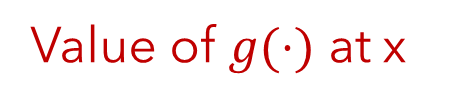 Value of g(·) at x